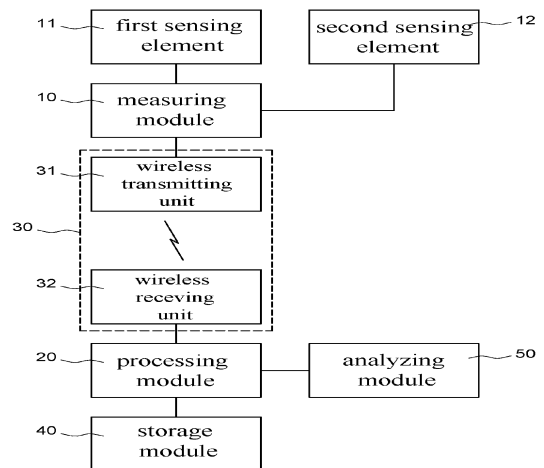 11
first sensing
element
second sensing
element
12
10
measuring
module
31
wireless
transmitting
unit
30
32
wireless
receving
unit
20
processing
module
analyzing
module
50
40
storage
module